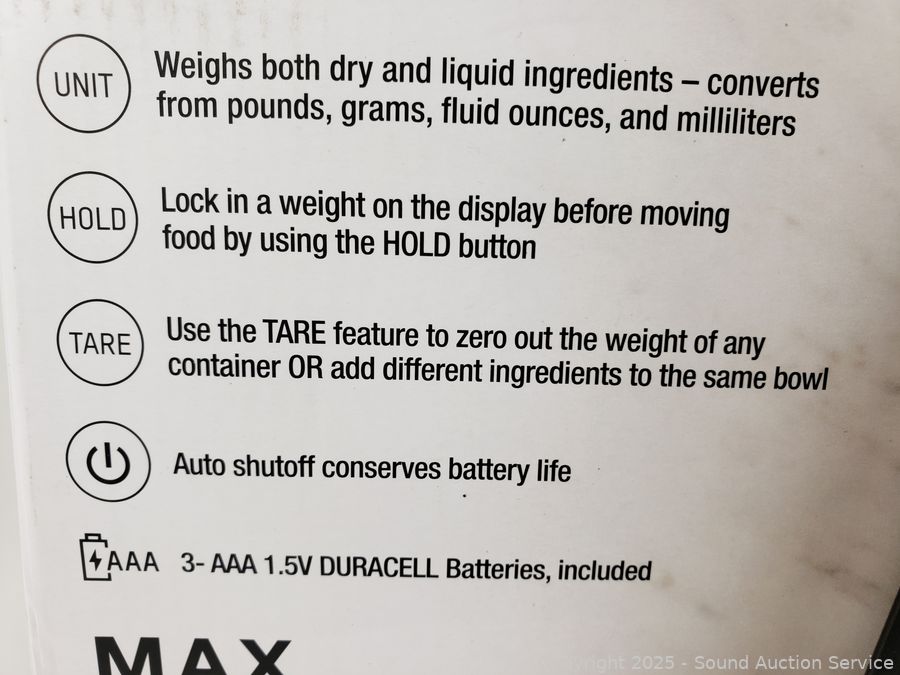 UNIT
Weighs both dry and liquid ingredients – converts
from pounds, grams, fluid ounces, and milliliters
HOLD
Lock in a weight on the display before moving
food by using the HOLD button
TARE
Use the TARE feature to zero out the weight of any
container OR add different ingredients to the same bowl
Auto shutoff conserves battery life
AAA 3- AAA 1.5V DURACELL Batteries, included
MAX
2025 - Sound Auction Service